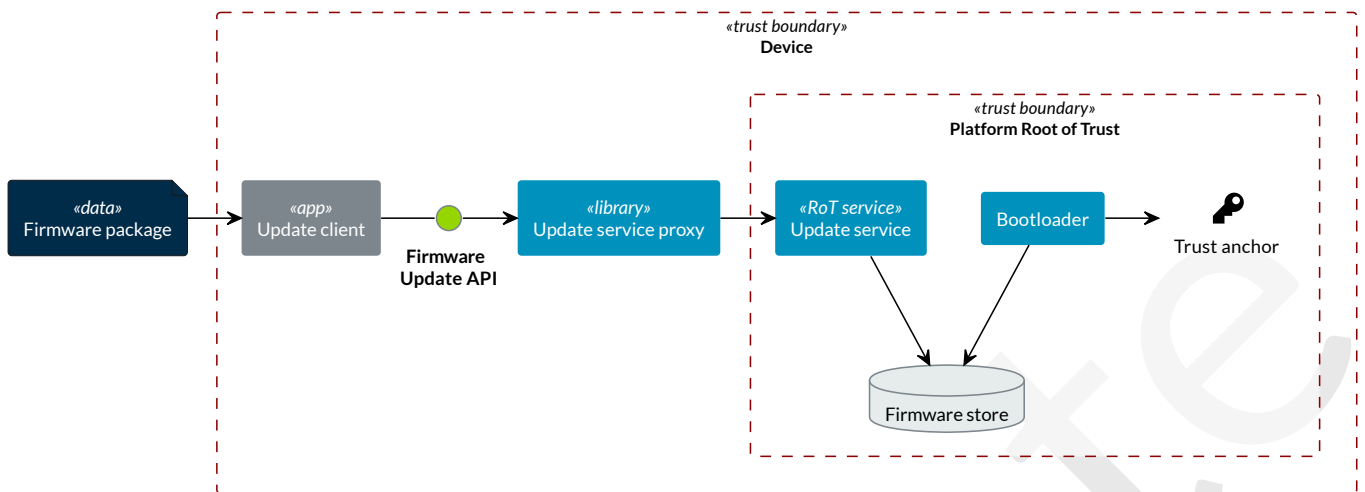 «trust boundary»
Device
«trust boundary»
Platform Root of Trust
«data»
Firmware package
«app»
Update client
Firmware
Update API
«library»
Update service proxy
«RoT service»
Update service
Bootloader
Trust anchor
Firmware store
te